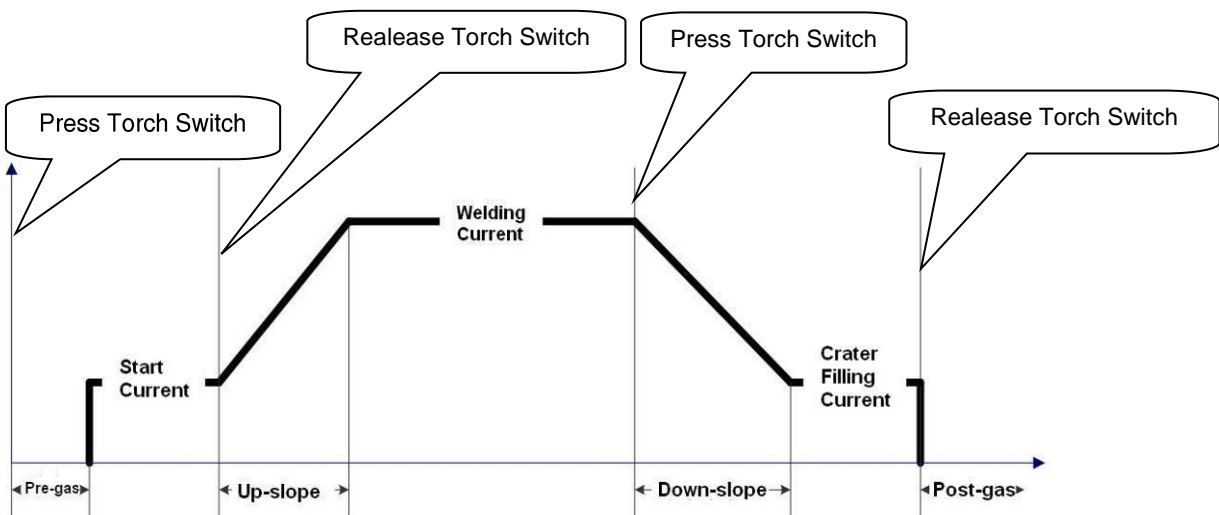 Realease Torch Switch
Press Torch Switch
Press Torch Switch
Realease Torch Switch
Welding
Current
Start
Current
Crater
Filling
Current
Pre-gas
Up-slope
Down-slope
Post-gas